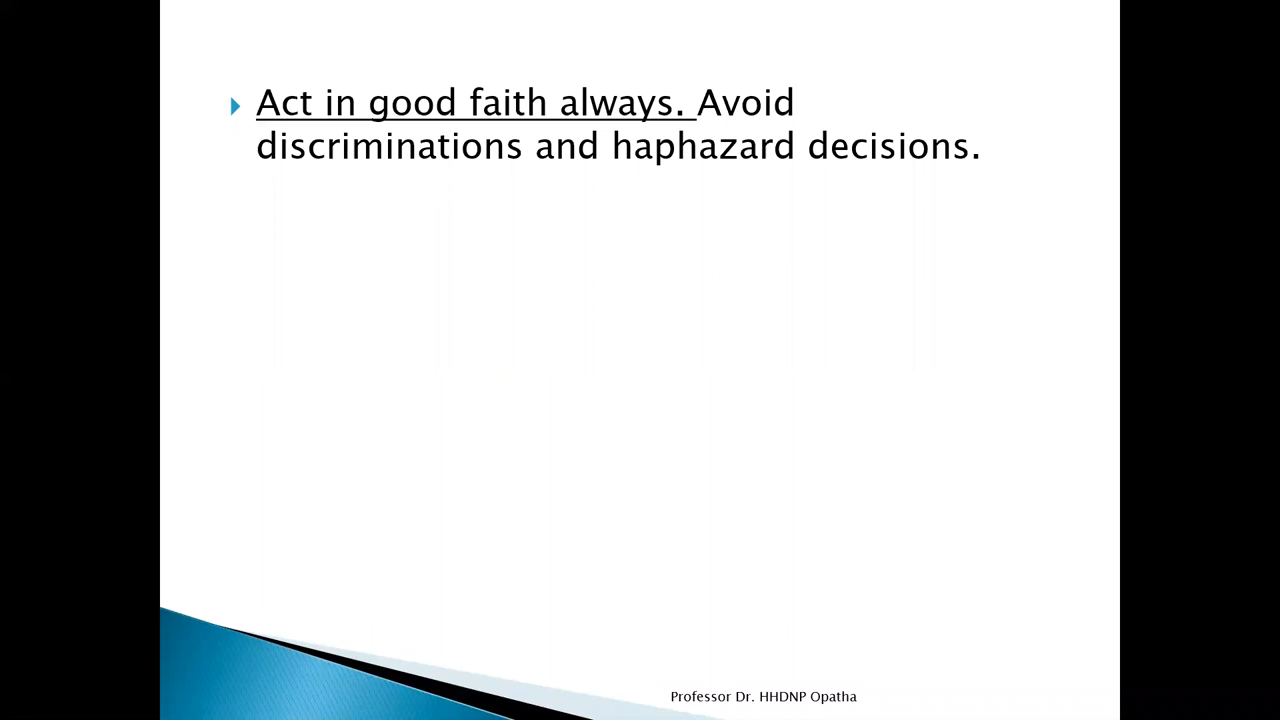 Act in good faith always. Avoid
discriminations and haphazard decisions.
Professor Dr. HHDNP Opatha